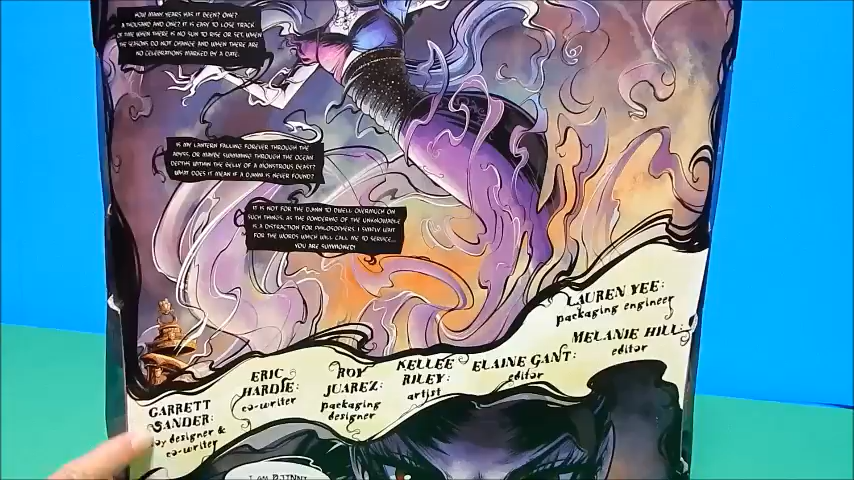 HOW MANY YEARS HAS IT BEEN? ONE?
A THOUSAND AND ONE? IT IS EASY TO LOSE TRACK
OF TIME WHEN THERE IS NO SUN TO RISE OR SET, WHEN
THE SEASONS DO NOT CHANGE AND WHEN THERE ARE
NO CELEBRATIONS MARKED BY A DATE.
IS MY LANTERN FALLING FOREVER THROUGH THE
ABYSS, OR MAYBE SWIMMING THROUGH THE OCEAN
DEPTHS WITHIN THE BELLY OF A MONSTROUS BEAST?
WHAT DOES IT MEAN IF A DJINN IS NEVER FOUND?
IT IS NOT FOR THE DJINN TO DWELL OVERMUCH ON
SUCH THINGS, AS THE PONDERING OF THE UNKNOWABLE
IS A DISTRACTION FOR PHILOSOPHERS. I SIMPLY WAIT
FOR THE WORDS WHICH WILL CALL ME TO SERVICE...
YOU ARE SUMMONED!
GARRETT
SANDER:
toy designer &
co-writer
ERIC
HARDIE:
co-writer
ROY
JUAREZ:
packaging
designer
KELLEE
RILEY:
artist
ELAINE GANT:
editor
LAUREN YEE:
packaging engineer
MELANIE HILL:
editor
I AM DJINNI